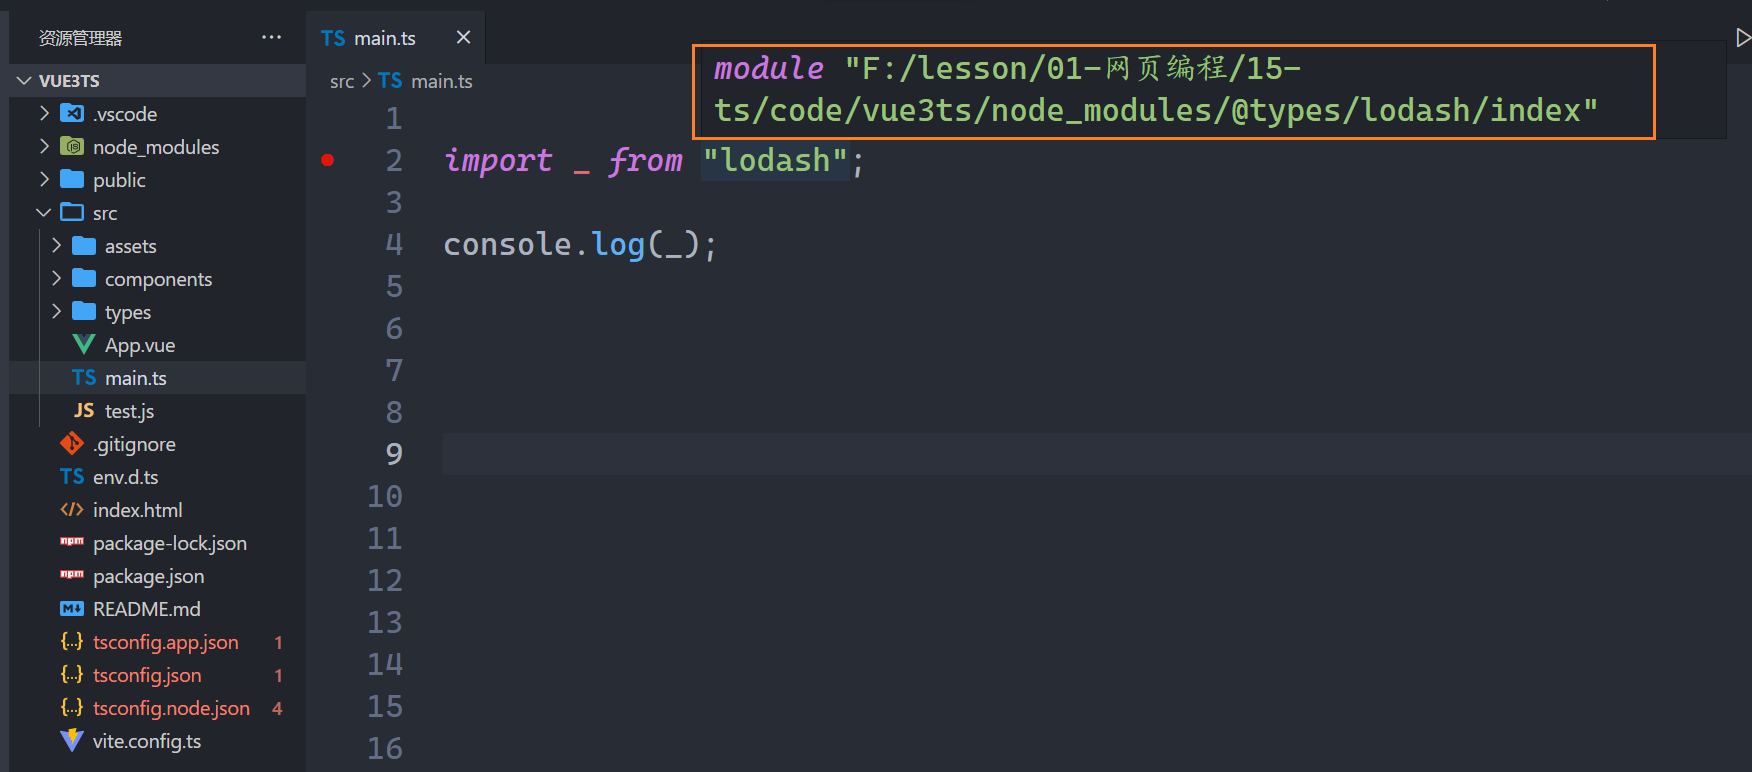 资源管理器 ···
VUE3TS
.vscode
node_modules
public
src
assets
components
types
App.vue
TS main.ts
JS test.js
.gitignore
TS env.d.ts
</> index.html
npm package-lock.json
npm package.json
M↓ README.md
{...} tsconfig.app.json 1
{...} tsconfig.json 1
{...} tsconfig.node.json 4
vite.config.ts
TS main.ts ×
src > TS main.ts
module "F:/lesson/01-网页编程/15-
ts/code/vue3ts/node_modules/@types/lodash/index"
1
2 import _ from "lodash";
3
4 console.log(_);
5
6
7
8
9
10
11
12
13
14
15
16